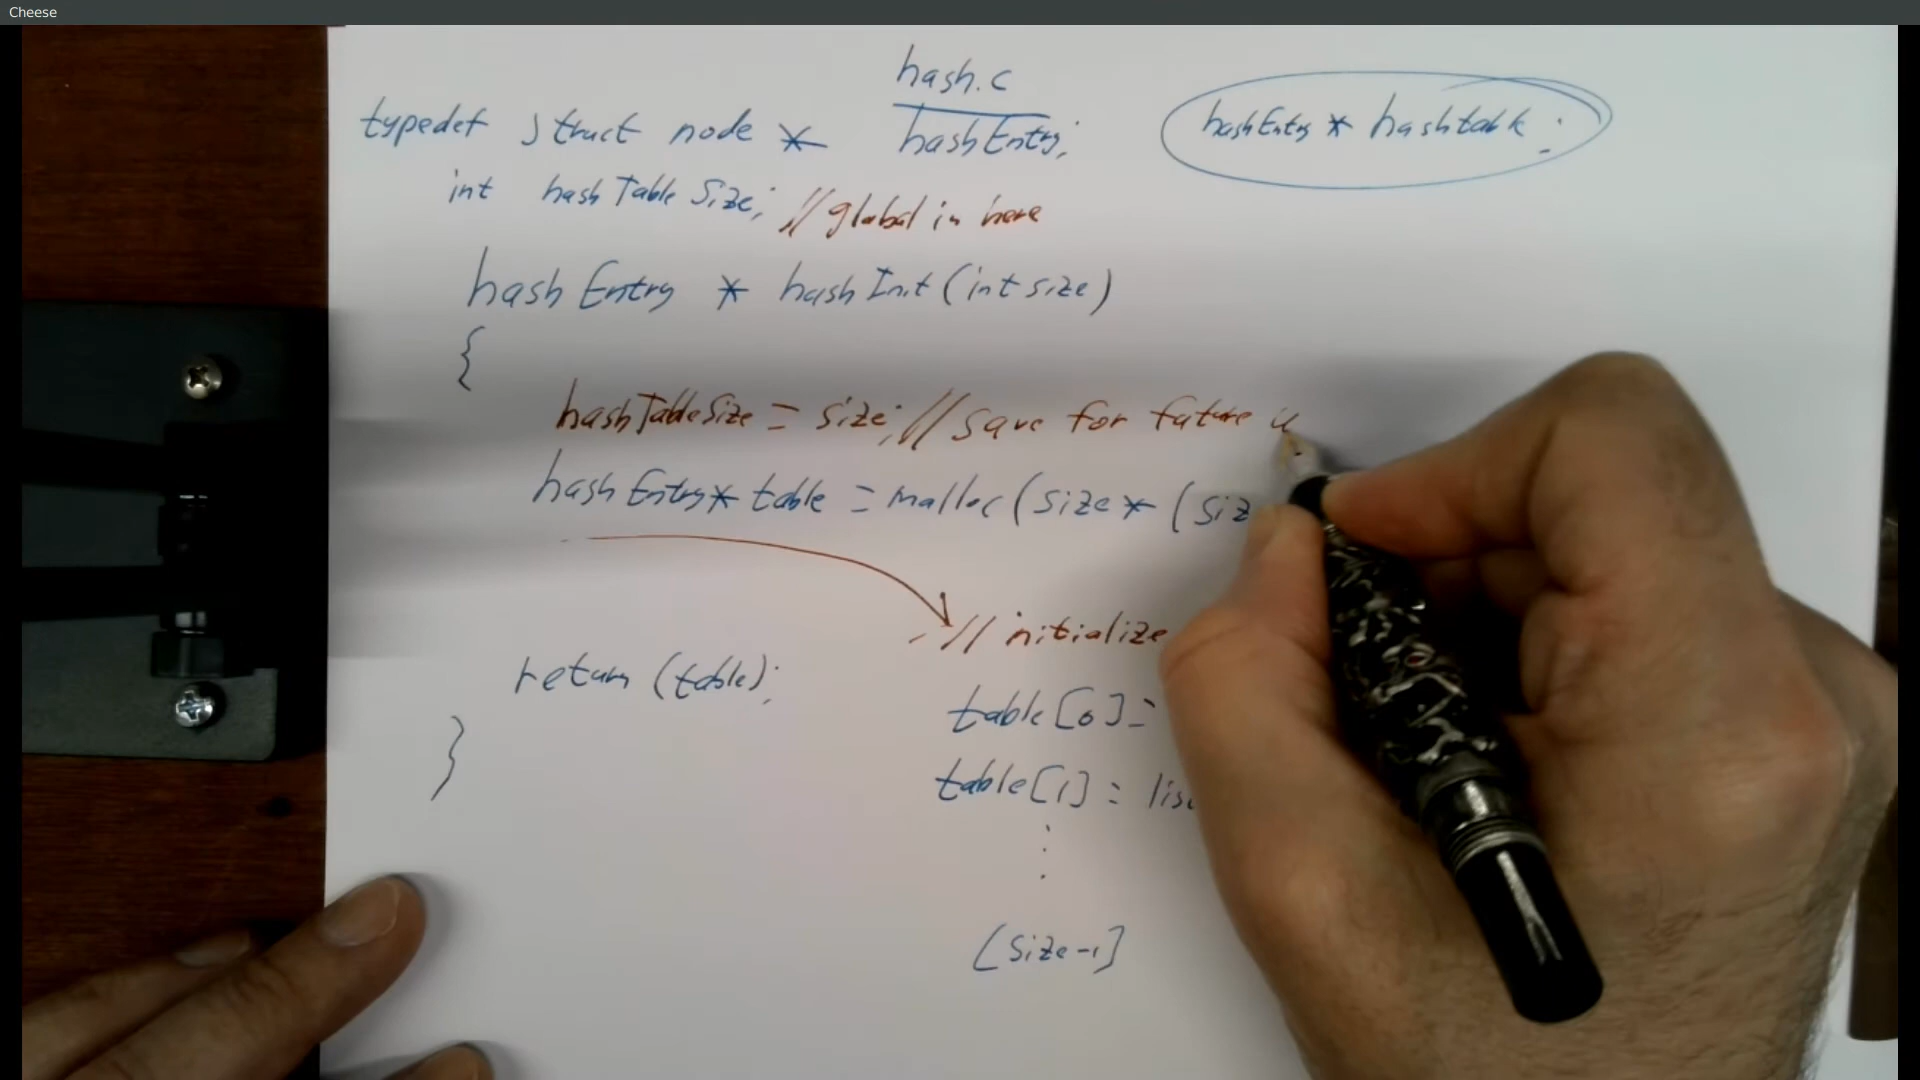 Cheese
hash.c
typedef struct node * hashEntry;
hashEntry * hashtable;
int hashTableSize; //global in here
hashEntry * hashInit(int size)
{
hashTableSize = size; //save for future u
hashEntry* table = malloc(size* (siz
// initialize
return (table);
table[0]=
table[1] = lis
}
[size-1]